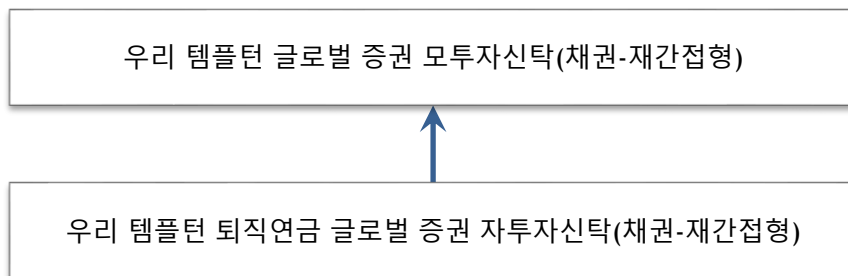 우리 템플턴 글로벌 증권 모투자신탁(채권-재간접형)
우리 템플턴 퇴직연금 글로벌 증권 자투자신탁(채권-재간접형)